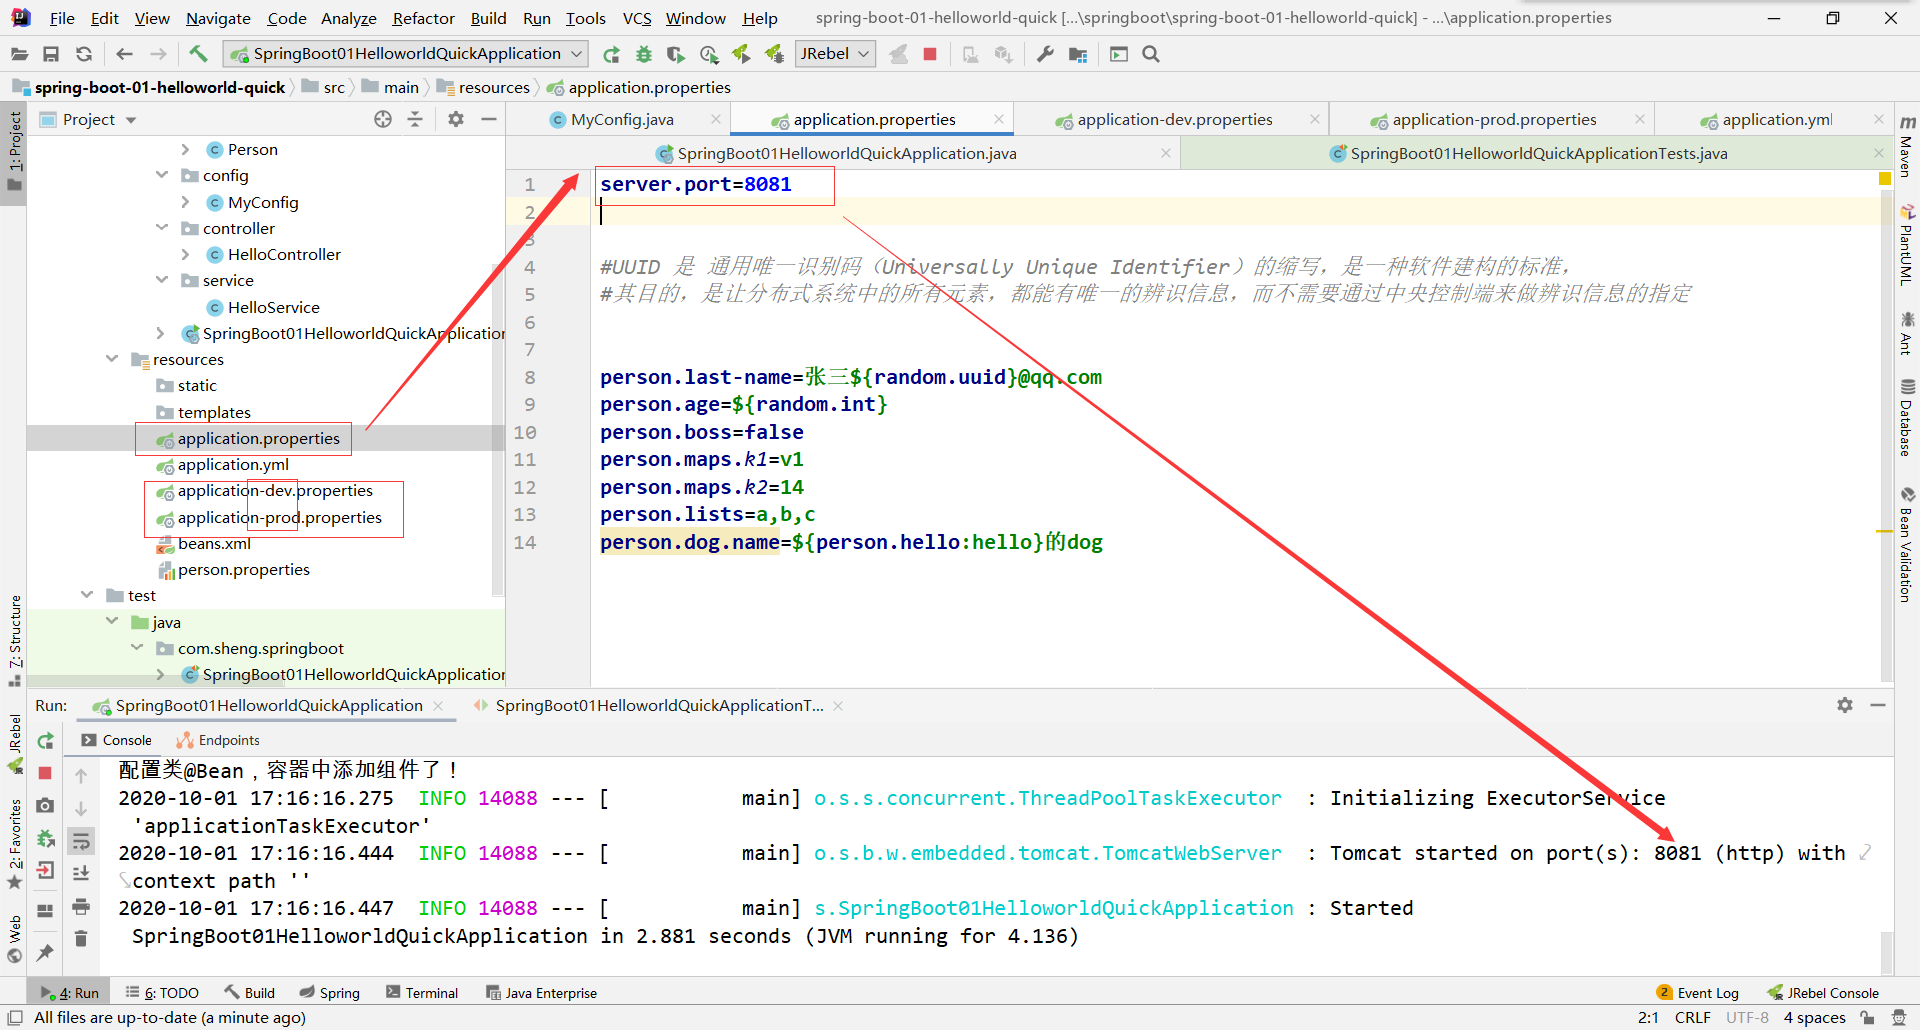 File Edit View Navigate Code Analyze Refactor Build Run Tools VCS Window Help spring-boot-01-helloworld-quick [...\springboot\spring-boot-01-helloworld-quick] - ...\application.properties
SpringBoot01HelloworldQuickApplication JRebel
spring-boot-01-helloworld-quick src main resources application.properties
1: Project
Project
MyConfig.java application.properties application-dev.properties application-prod.properties application.yml
SpringBoot01HelloworldQuickApplication.java SpringBoot01HelloworldQuickApplicationTests.java
Person
config
MyConfig
controller
HelloController
service
HelloService
SpringBoot01HelloworldQuickApplication
resources
static
templates
application.properties
application.yml
application-dev.properties
application-prod.properties
beans.xml
person.properties
test
java
com.sheng.springboot
SpringBoot01HelloworldQuickApplication
1 server.port=8081
2
3
4 #UUID 是 通用唯一识别码（Universally Unique Identifier）的缩写，是一种软件建构的标准，
5 #其目的，是让分布式系统中的所有元素，都能有唯一的辨识信息，而不需要通过中央控制端来做辨识信息的指定
6
7
8 person.last-name=张三${random.uuid}@qq.com
9 person.age=${random.int}
10 person.boss=false
11 person.maps.k1=v1
12 person.maps.k2=14
13 person.lists=a,b,c
14 person.dog.name=${person.hello:hello}的dog
Maven
PlantUML
Ant
Database
Bean Validation
7: Structure
JRebel
2: Favorites
Web
Run: SpringBoot01HelloworldQuickApplication SpringBoot01HelloworldQuickApplicationT...
Console Endpoints
配置类@Bean，容器中添加组件了！
2020-10-01 17:16:16.275 INFO 14088 --- [ main] o.s.s.concurrent.ThreadPoolTaskExecutor : Initializing ExecutorService
'applicationTaskExecutor'
2020-10-01 17:16:16.444 INFO 14088 --- [ main] o.s.b.w.embedded.tomcat.TomcatWebServer : Tomcat started on port(s): 8081 (http) with
context path ''
2020-10-01 17:16:16.447 INFO 14088 --- [ main] s.SpringBoot01HelloworldQuickApplication : Started
SpringBoot01HelloworldQuickApplication in 2.881 seconds (JVM running for 4.136)
4: Run 6: TODO Build Spring Terminal Java Enterprise 2 Event Log JRebel Console
All files are up-to-date (a minute ago) 2:1 CRLF UTF-8 4 spaces